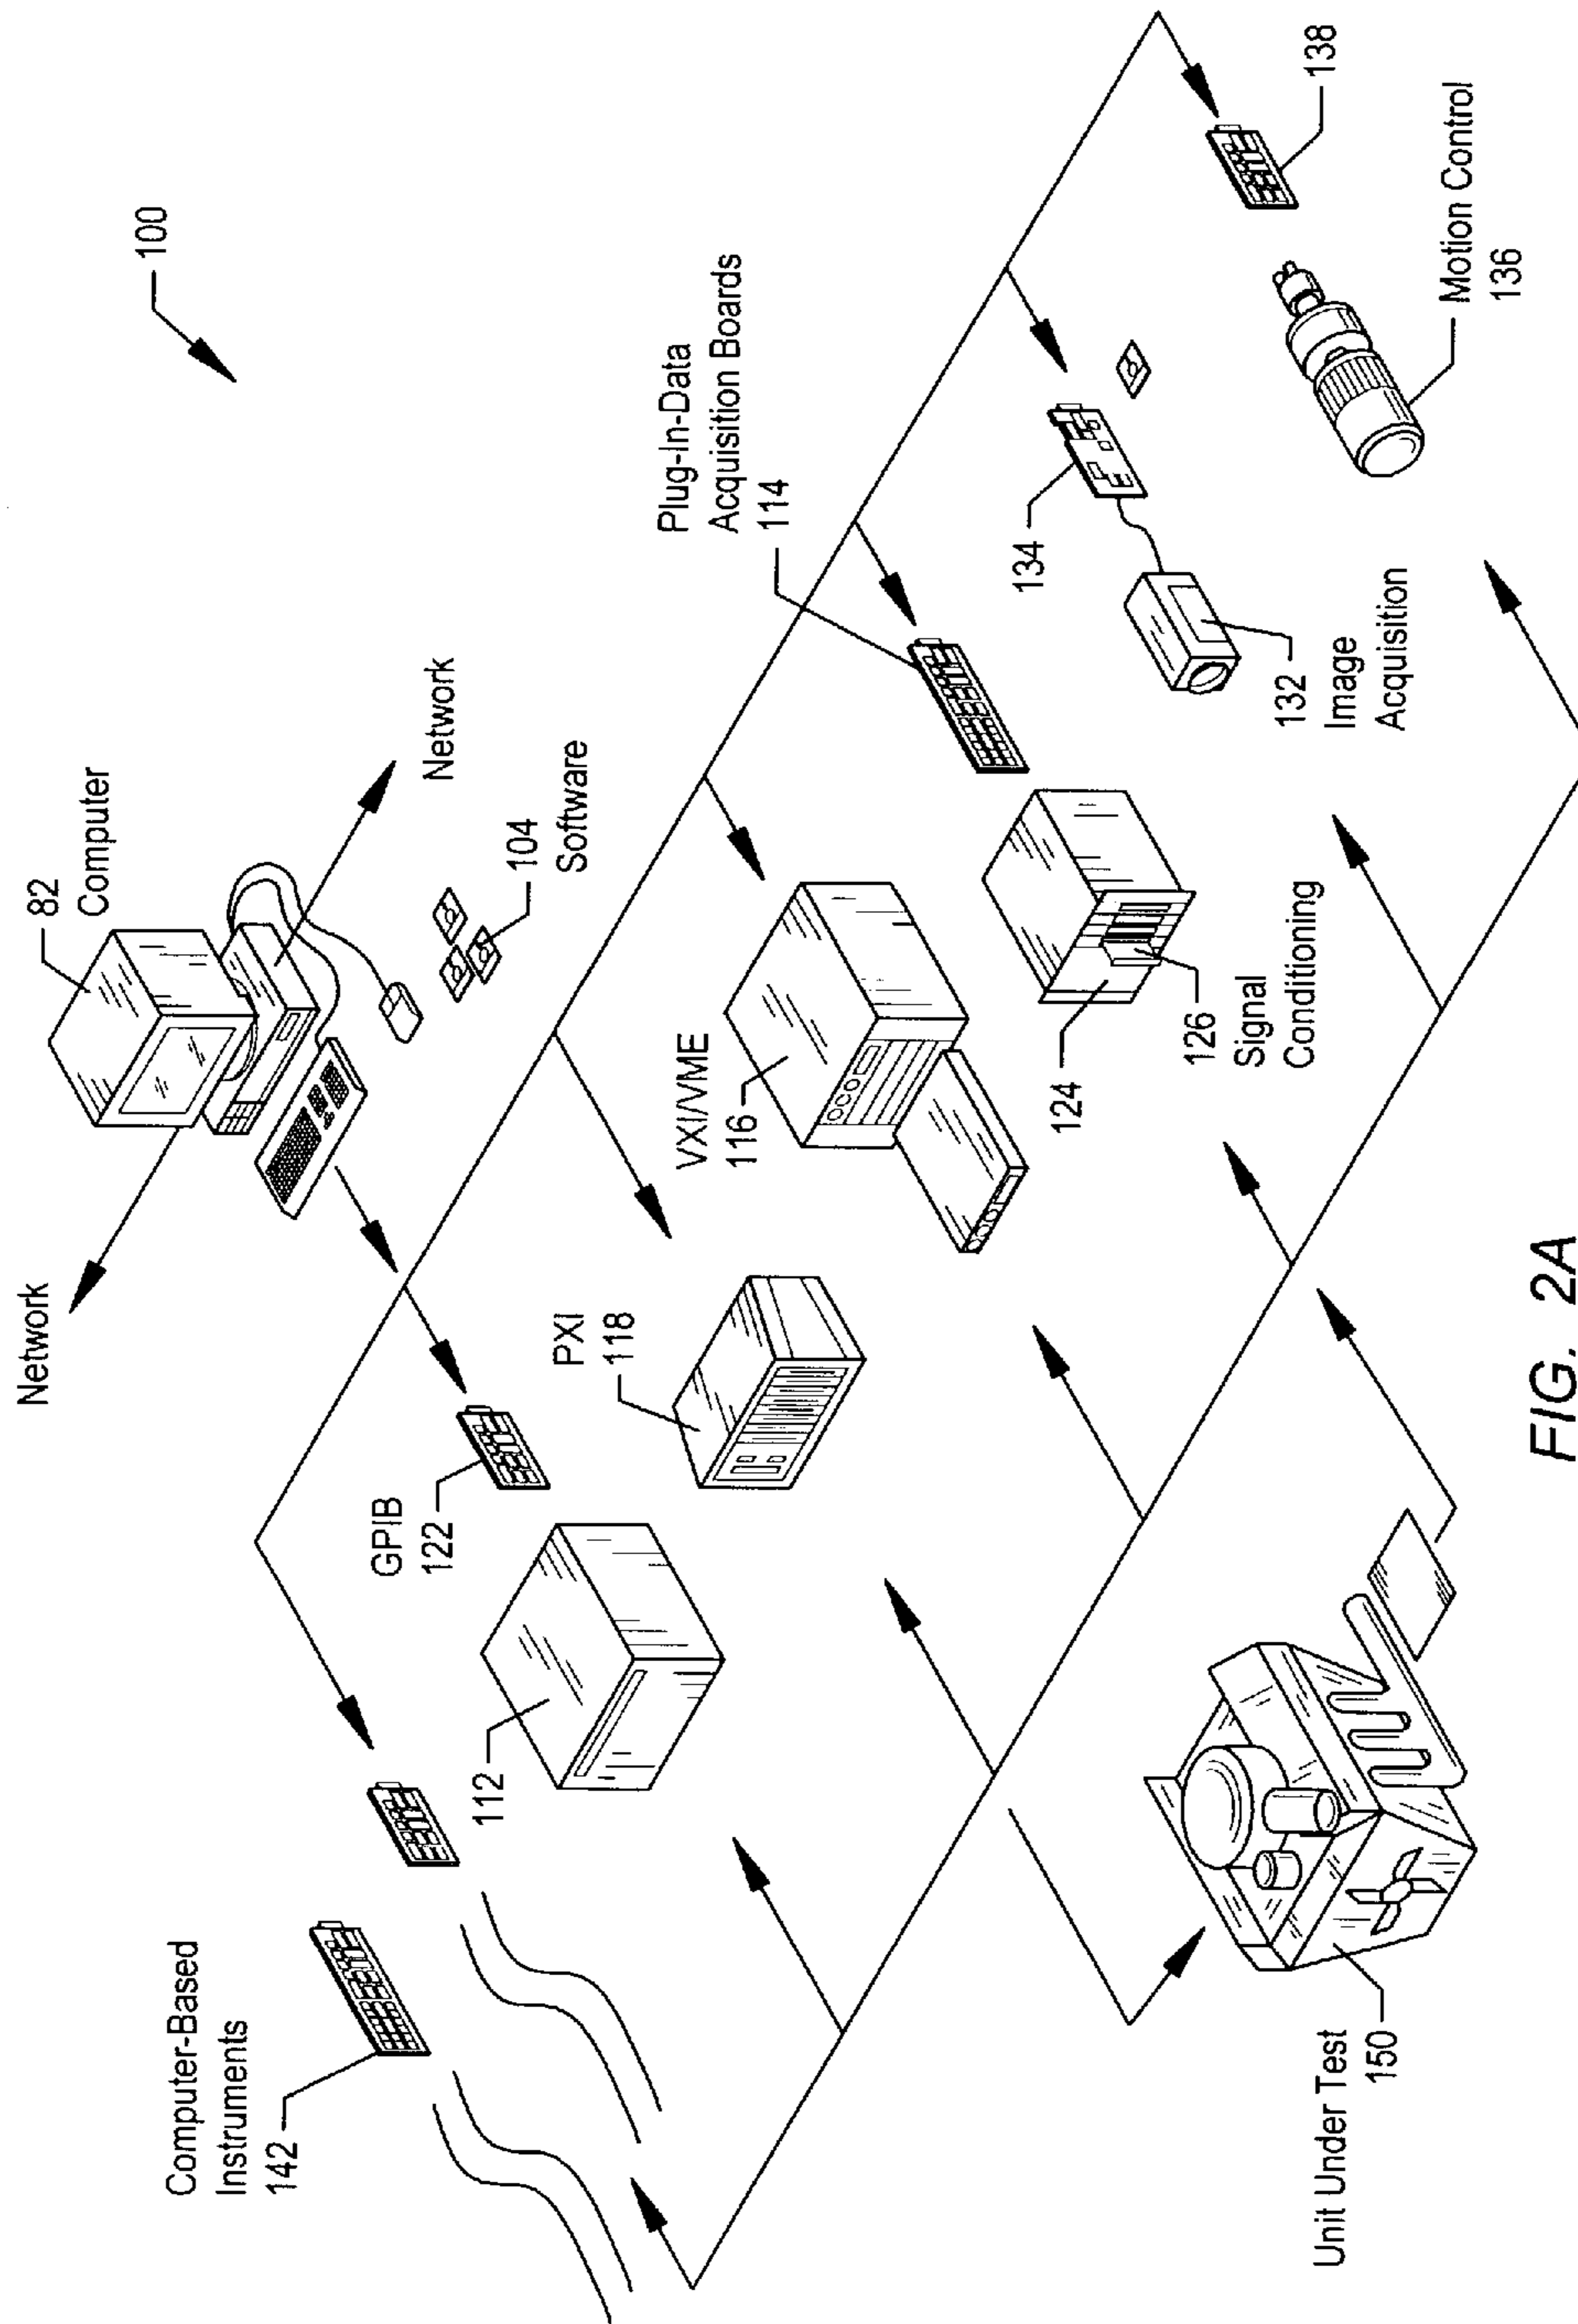 100
Network
82
Computer
Network
104
Software
Computer-Based
Instruments
142
GPIB
122
112
PXI
118
VXI/VME
116
Plug-In-Data
Acquisition Boards
114
134
138
124
126
Signal
Conditioning
132
Image
Acquisition
Motion Control
136
Unit Under Test
150
FIG. 2A